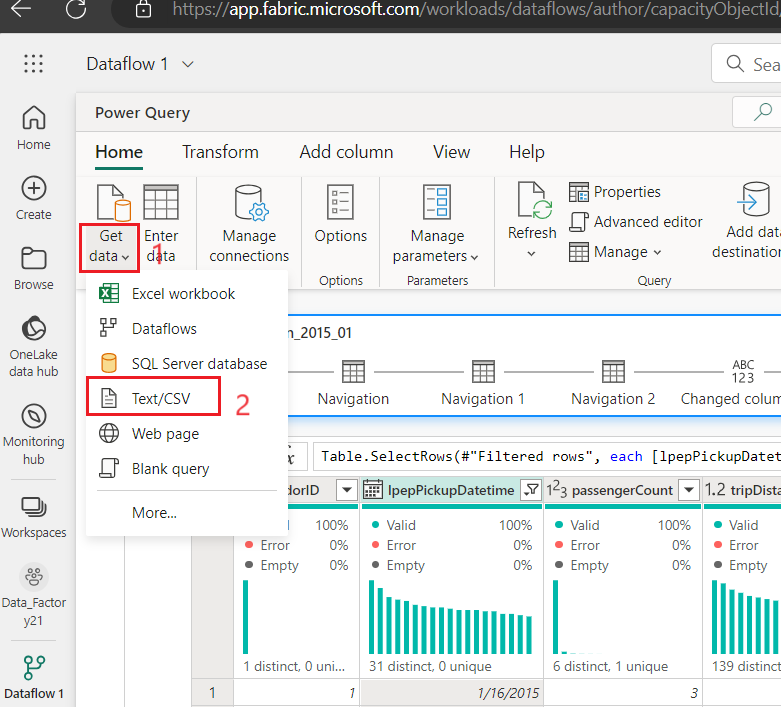 https://app.fabric.microsoft.com/workloads/dataflows/author/capacityObjectId/
Dataflow 1
Sea
Home
Create
Browse
OneLake
data hub
Monitoring
hub
Workspaces
Data_Factor
y21
Dataflow 1
Power Query
Home Transform Add column View Help
Get
data
1
Enter
data
Manage
connections
Options
Options
Manage
parameters
Parameters
Refresh
Properties
Advanced editor
Manage
Query
Add data
destination
Excel workbook
Dataflows
SQL Server database
Text/CSV
2
Web page
Blank query
More...
n_2015_01
Navigation
Navigation 1
Navigation 2
ABC
123
Changed colum
Table.SelectRows(#"Filtered rows", each [lpepPickupDatet
dorID
lpepPickupDatetime
123 passengerCount
1.2 tripDista
100%
Error 0%
Empty 0%
Valid 100%
Error 0%
Empty 0%
Valid 100%
Error 0%
Empty 0%
Valid
Error
Empty
1 distinct, 0 uni...
31 distinct, 0 unique
6 distinct, 1 unique
139 distinct
1 1 1/16/2015 3